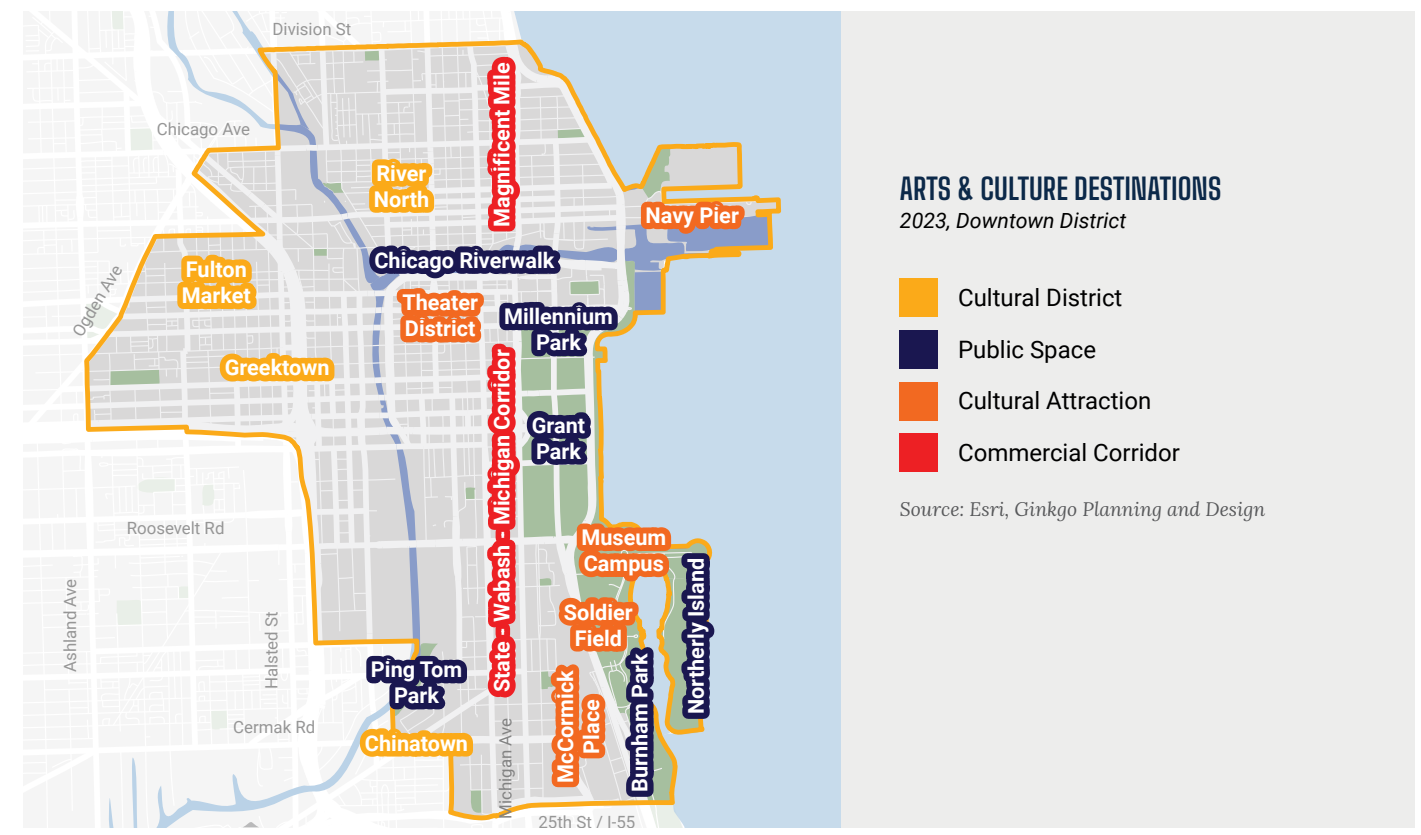 Division St
Chicago Ave
Magnificent Mile
River
North
Navy Pier
Chicago Riverwalk
Fulton
Market
Ogden Ave
Theater
District
Millennium
Park
Greektown
State - Wabash - Michigan Corridor
Grant
Park
Roosevelt Rd
Museum
Campus
Northerly Island
Soldier
Field
Ashland Ave
Halsted St
Ping Tom
Park
Burnham Park
McCormick
Place
Cermak Rd
Chinatown
Michigan Ave
25th St / I-55
ARTS & CULTURE DESTINATIONS
2023, Downtown District
Cultural District
Public Space
Cultural Attraction
Commercial Corridor
Source: Esri, Ginkgo Planning and Design